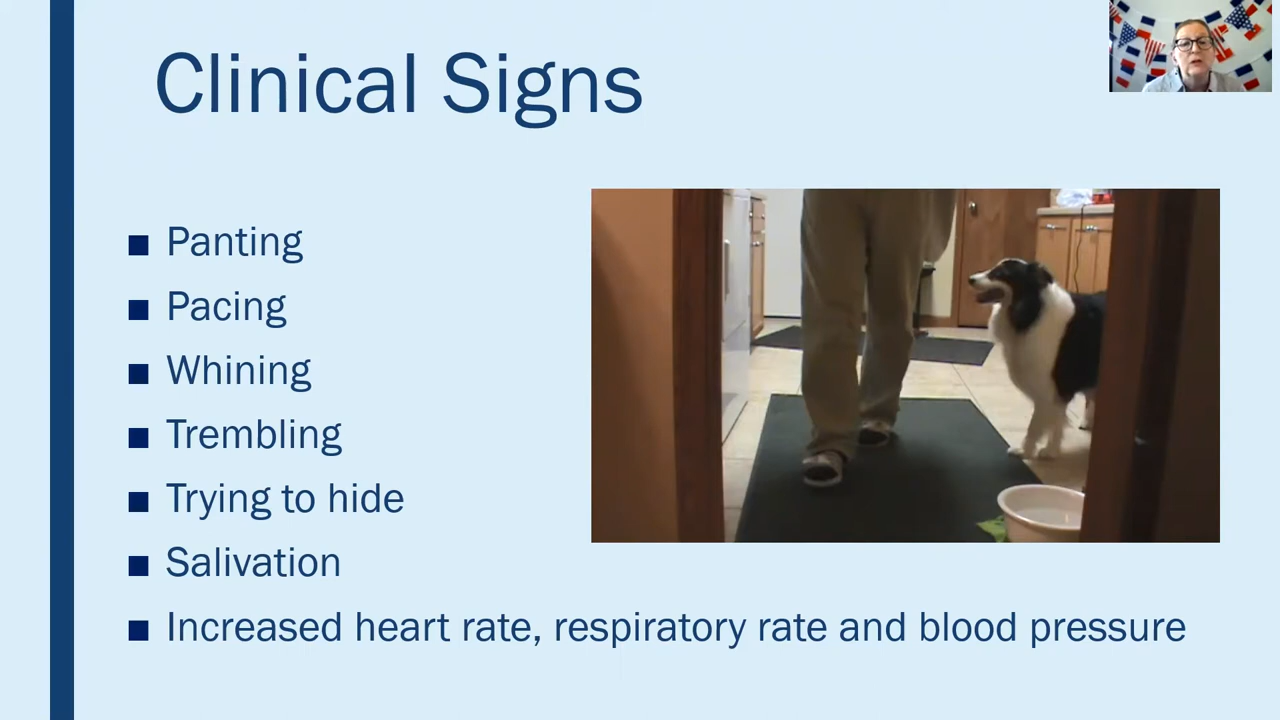 Clinical Signs
Panting
Pacing
Whining
Trembling
Trying to hide
Salivation
Increased heart rate, respiratory rate and blood pressure